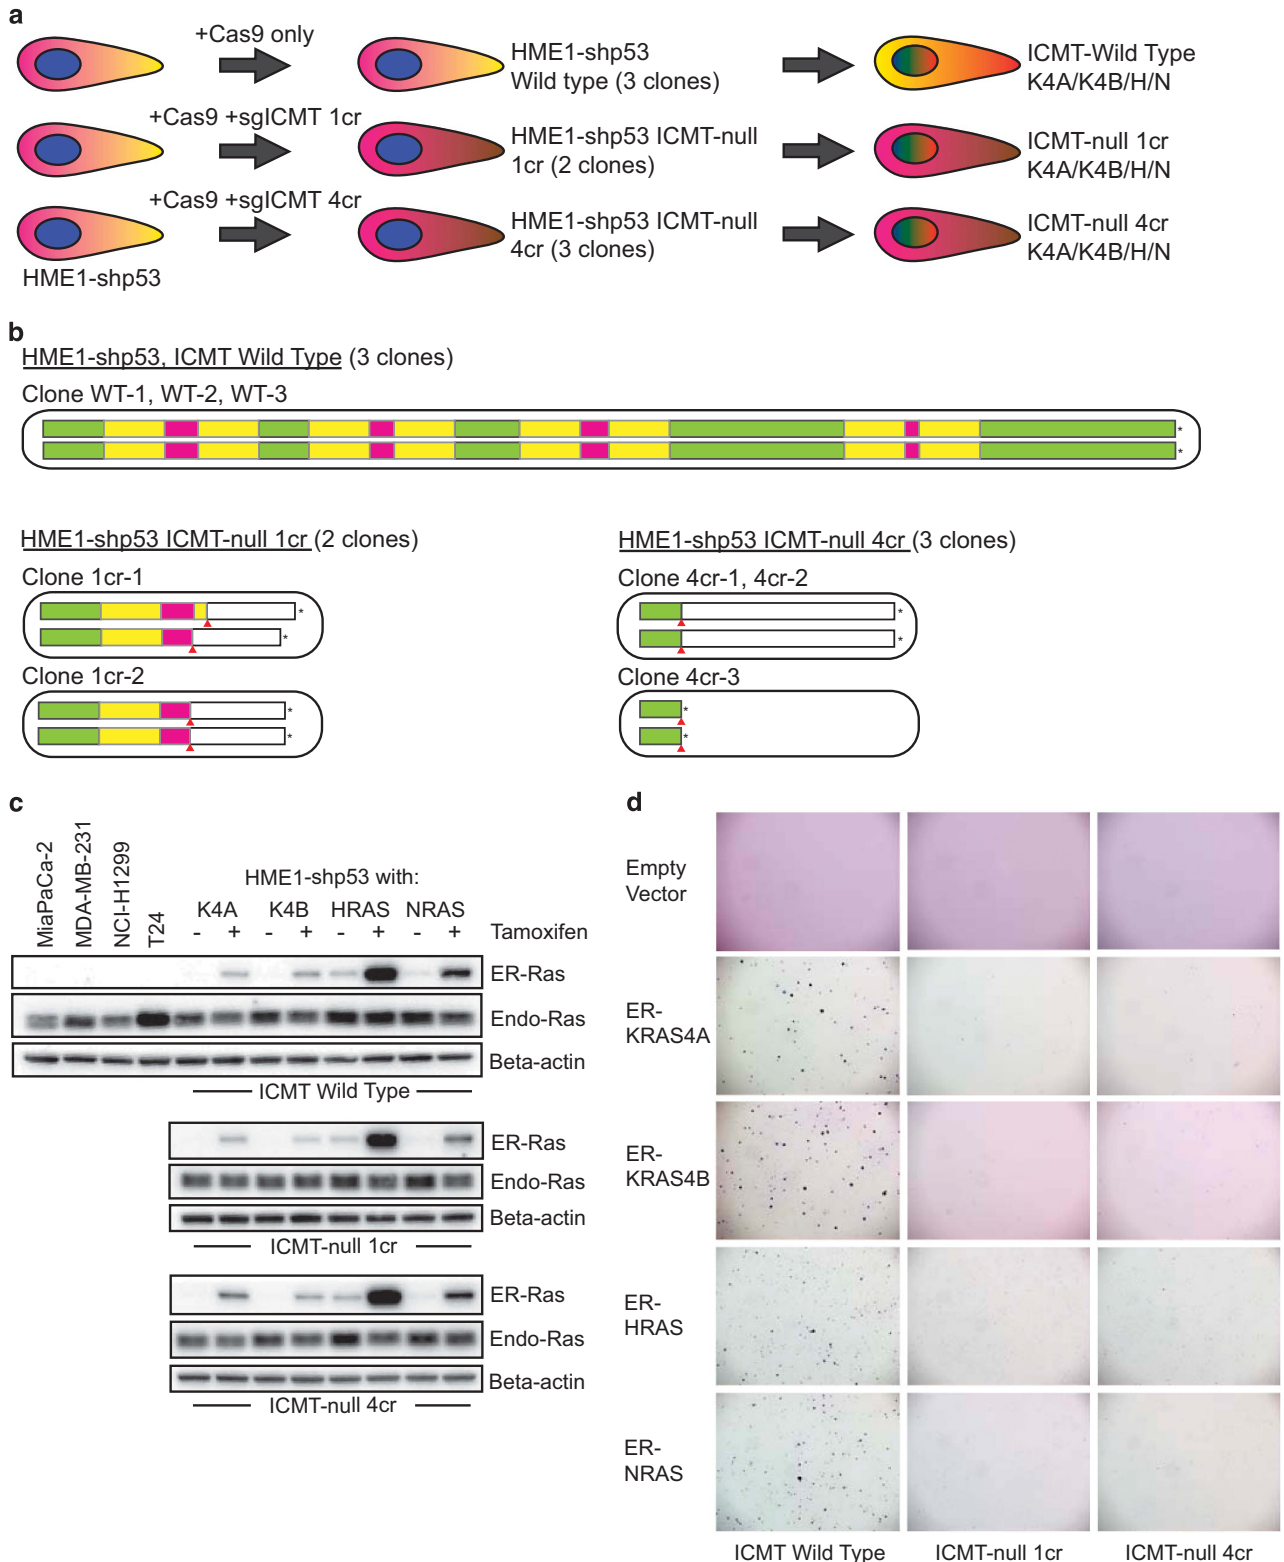 a
+Cas9 only
HME1-shp53
Wild type (3 clones)
ICMT-Wild Type
K4A/K4B/H/N
+Cas9 +sgICMT 1cr
HME1-shp53 ICMT-null
1cr (2 clones)
ICMT-null 1cr
K4A/K4B/H/N
+Cas9 +sgICMT 4cr
HME1-shp53 ICMT-null
4cr (3 clones)
ICMT-null 4cr
K4A/K4B/H/N
HME1-shp53
b
HME1-shp53, ICMT Wild Type (3 clones)
Clone WT-1, WT-2, WT-3
*
*
HME1-shp53 ICMT-null 1cr (2 clones)
Clone 1cr-1
*
*
Clone 1cr-2
*
*
HME1-shp53 ICMT-null 4cr (3 clones)
Clone 4cr-1, 4cr-2
*
*
Clone 4cr-3
*
*
c
MiaPaCa-2
MDA-MB-231
NCI-H1299
T24
HME1-shp53 with:
K4A K4B HRAS NRAS
- + - + - + - + Tamoxifen
ER-Ras
Endo-Ras
Beta-actin
ICMT Wild Type
ER-Ras
Endo-Ras
Beta-actin
ICMT-null 1cr
ER-Ras
Endo-Ras
Beta-actin
ICMT-null 4cr
d
Empty
Vector
ER-
KRAS4A
ER-
KRAS4B
ER-
HRAS
ER-
NRAS
ICMT Wild Type ICMT-null 1cr ICMT-null 4cr